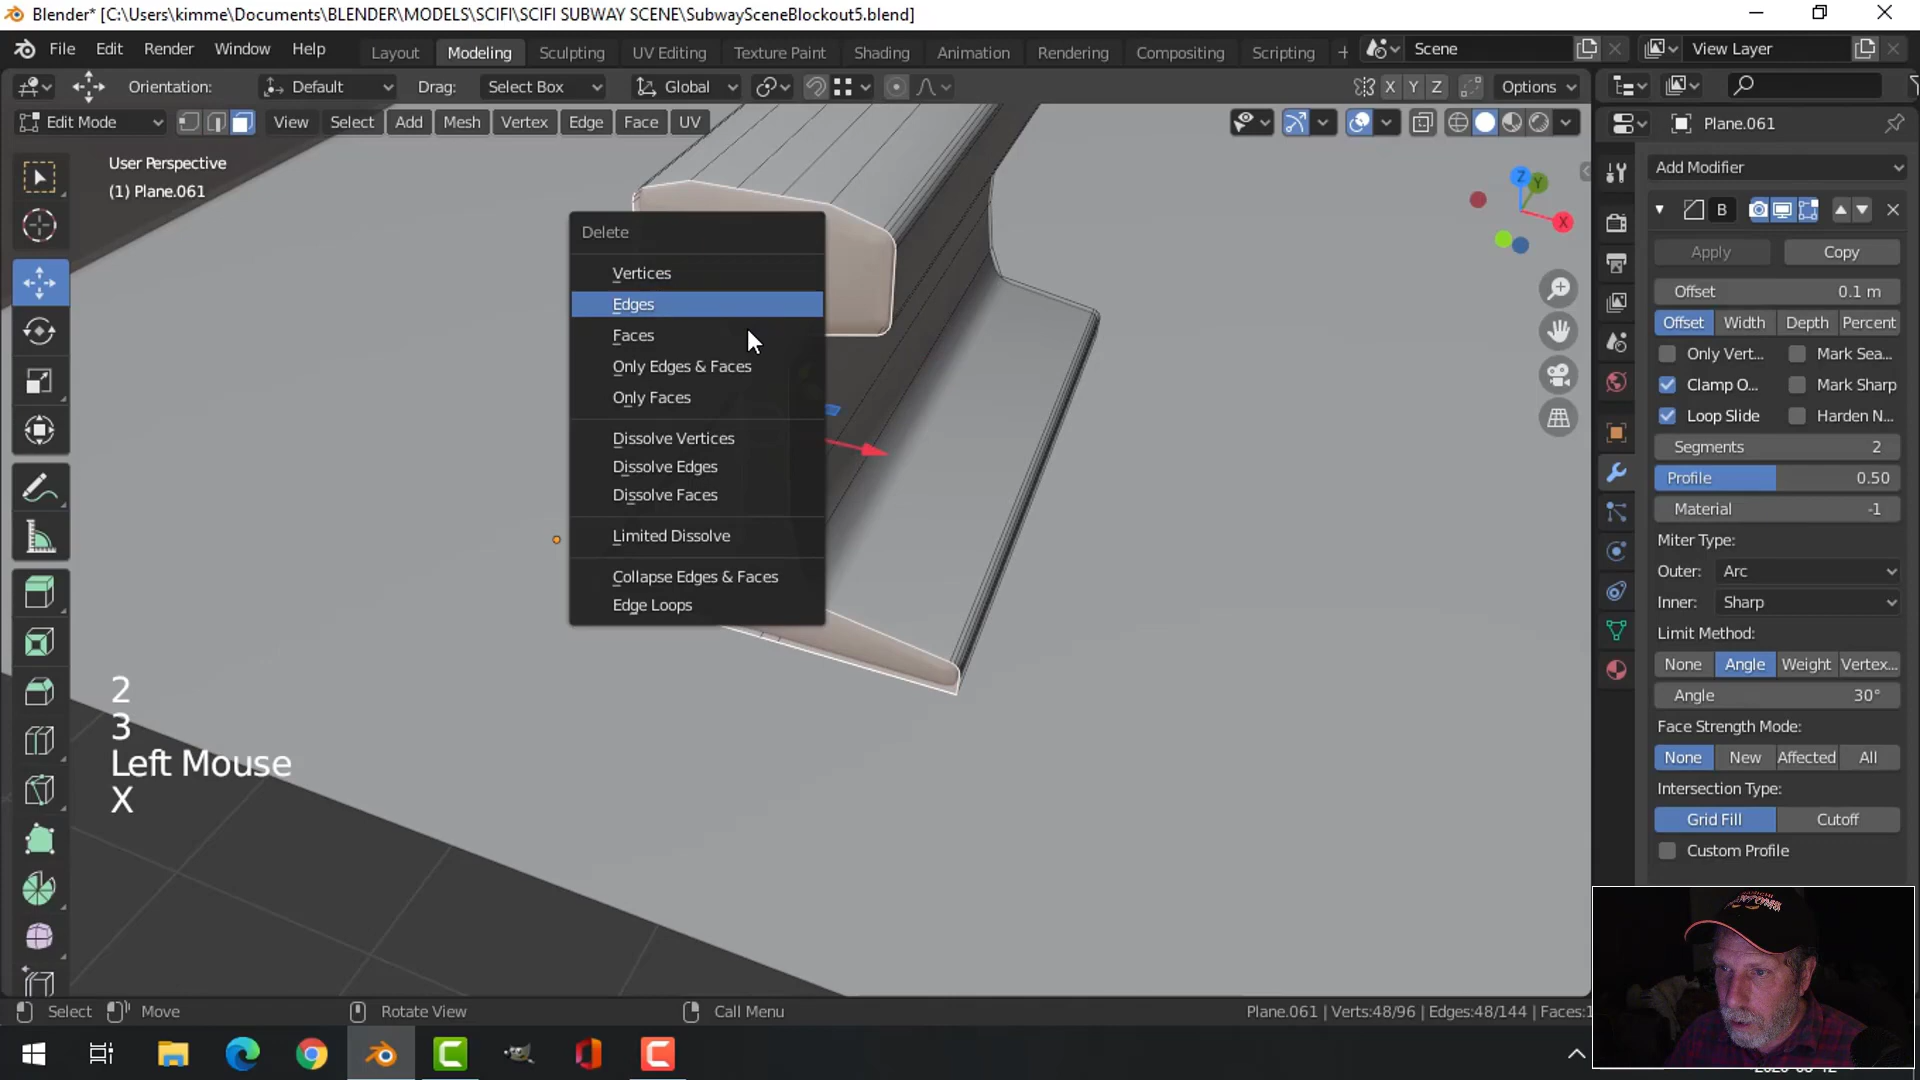 Blender* [C:\Users\kimme\Documents\BLENDER\MODELS\SCIFI\SCIFI SUBWAY SCENE\SubwaySceneBlockout5.blend]
File Edit Render Window Help Layout Modeling Sculpting UV Editing Texture Paint Shading Animation Rendering Compositing Scripting + Scene View Layer
Orientation: Default Drag: Select Box Global X Y Z Options
Edit Mode View Select Add Mesh Vertex Edge Face UV Plane.061
User Perspective
(1) Plane.061
Z Y X
Delete
Vertices
Edges
Faces
Only Edges & Faces
Only Faces
Dissolve Vertices
Dissolve Edges
Dissolve Faces
Limited Dissolve
Collapse Edges & Faces
Edge Loops
2
3
Left Mouse
X
Add Modifier
B
Apply Copy
Offset 0.1 m
Offset Width Depth Percent
Only Vert... Mark Sea...
Clamp O... Mark Sharp
Loop Slide Harden N...
Segments 2
Profile 0.50
Material -1
Miter Type:
Outer: Arc
Inner: Sharp
Limit Method:
None Angle Weight Vertex...
Angle 30°
Face Strength Mode:
None New Affected All
Intersection Type:
Grid Fill Cutoff
Custom Profile
Select Move Rotate View Call Menu Plane.061 | Verts:48/96 | Edges:48/144 | Faces:1